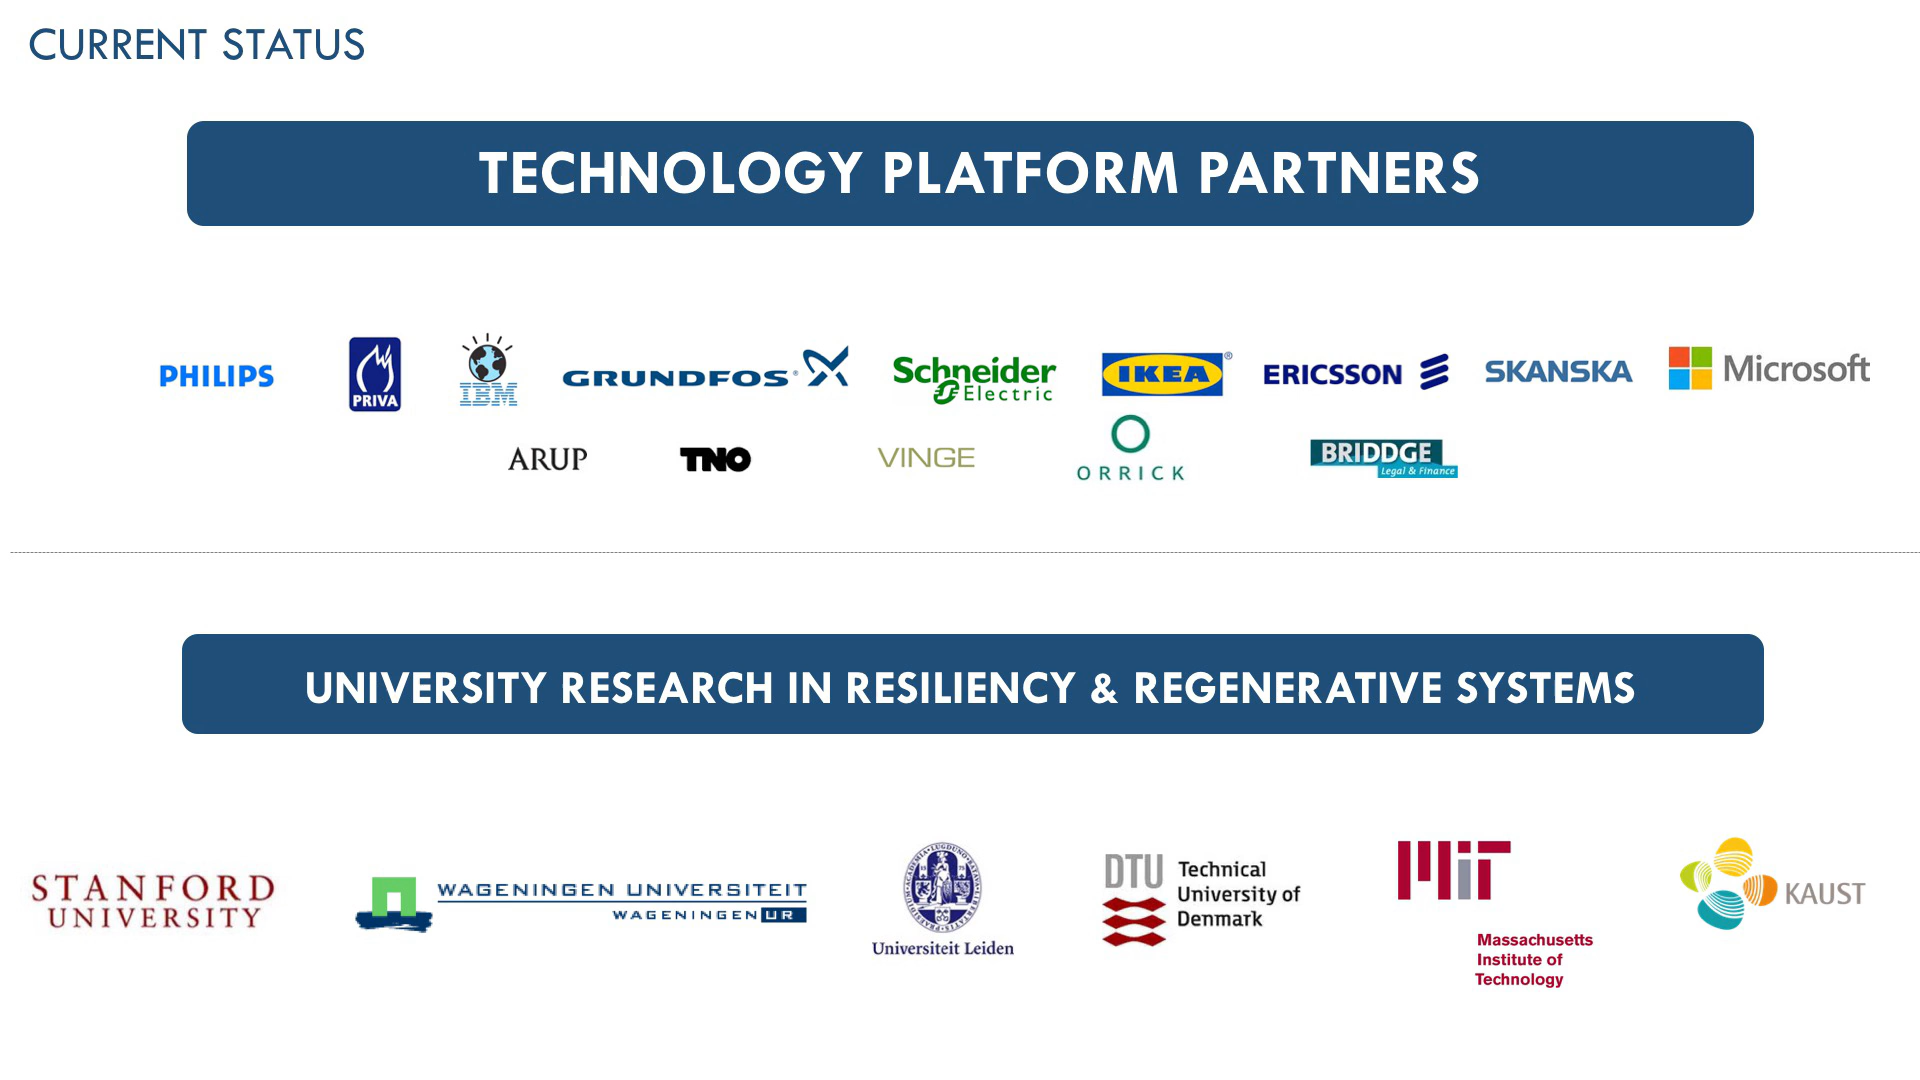 CURRENT STATUS
TECHNOLOGY PLATFORM PARTNERS
PHILIPS
PRIVA
IBM
GRUNDFOS
Schneider
Electric
IKEA
ERICSSON
SKANSKA
Microsoft
ARUP
TNO
VINGE
ORRICK
BRIDDGE
Legal & Finance
UNIVERSITY RESEARCH IN RESILIENCY & REGENERATIVE SYSTEMS
STANFORD
UNIVERSITY
WAGENINGEN UNIVERSITEIT
WAGENINGEN UR
Universiteit Leiden
DTU
Technical
University of
Denmark
MIT
Massachusetts
Institute of
Technology
KAUST